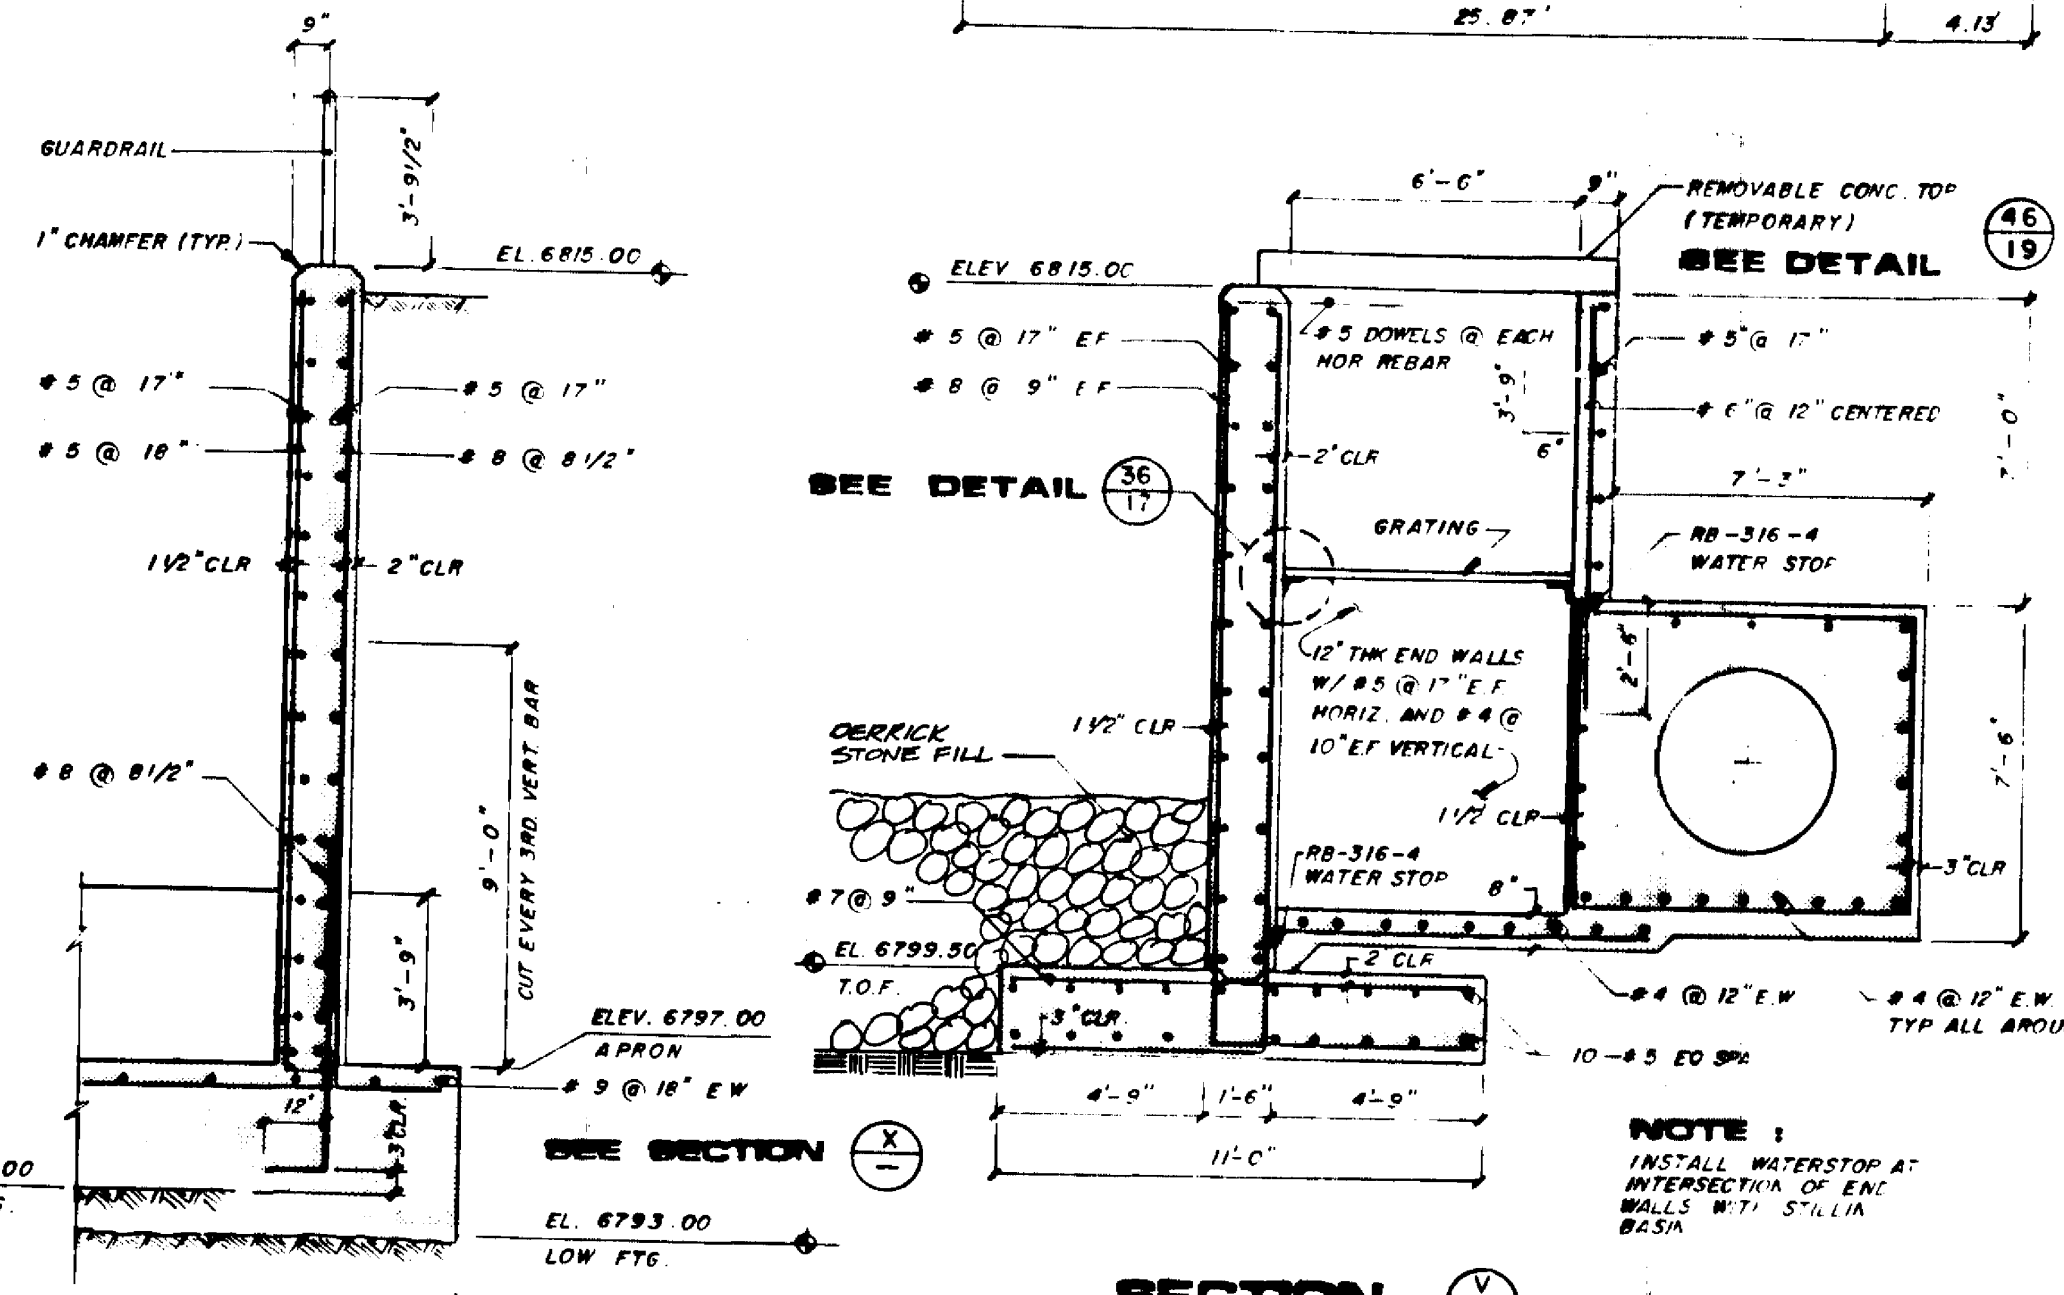 9"
25.87'
4.13'
GUARDRAIL
3'-9 1/2"
1" CHAMFER (TYP.)
EL. 6815.00
# 5 @ 17"
# 5 @ 17"
# 5 @ 18"
# 8 @ 8 1/2"
1 1/2" CLR
2" CLR
# 8 @ 8 1/2"
9'-0"
CUT EVERY 3RD. VERT. BAR
3'-9"
ELEV. 6797.00
APRON
# 9 @ 18" E W
12"
3" CLR.
SEE SECTION
X
–
00
EL. 6793.00
LOW FTG.
6'-6"
9"
REMOVABLE CONC. TOP
(TEMPORARY)
SEE DETAIL
46
19
ELEV 6815.00
# 5 @ 17" E F
# 8 @ 9" E F
# 5 DOWELS @ EACH
HOR REBAR
# 5" @ 17"
3'-9"
6"
# 6" @ 12" CENTERED
7'-0"
2" CLR
SEE DETAIL
36
17
7'-3"
GRATING
RB-316-4
WATER STOP
12" THK END WALLS
W/ #5 @ 17" E.F.
HORIZ. AND #4 @
10" E.F VERTICAL
2'-6"
7'-6"
DERRICK
STONE FILL
1 1/2" CLR
1 1/2" CLR
RB-316-4
WATER STOP
8"
3" CLR
# 7 @ 9"
EL. 6799.50
T.O.F.
2" CLR
3" CLR.
# 4 @ 12" E.W
# 4 @ 12" E.W.
TYP ALL AROU
10-#5 EQ SPA
4'-9"
1'-6"
4'-9"
11'-0"
NOTE :
INSTALL WATERSTOP AT
INTERSECTION OF END
WALLS WITH STILLIN
BASIN
SECTION
V